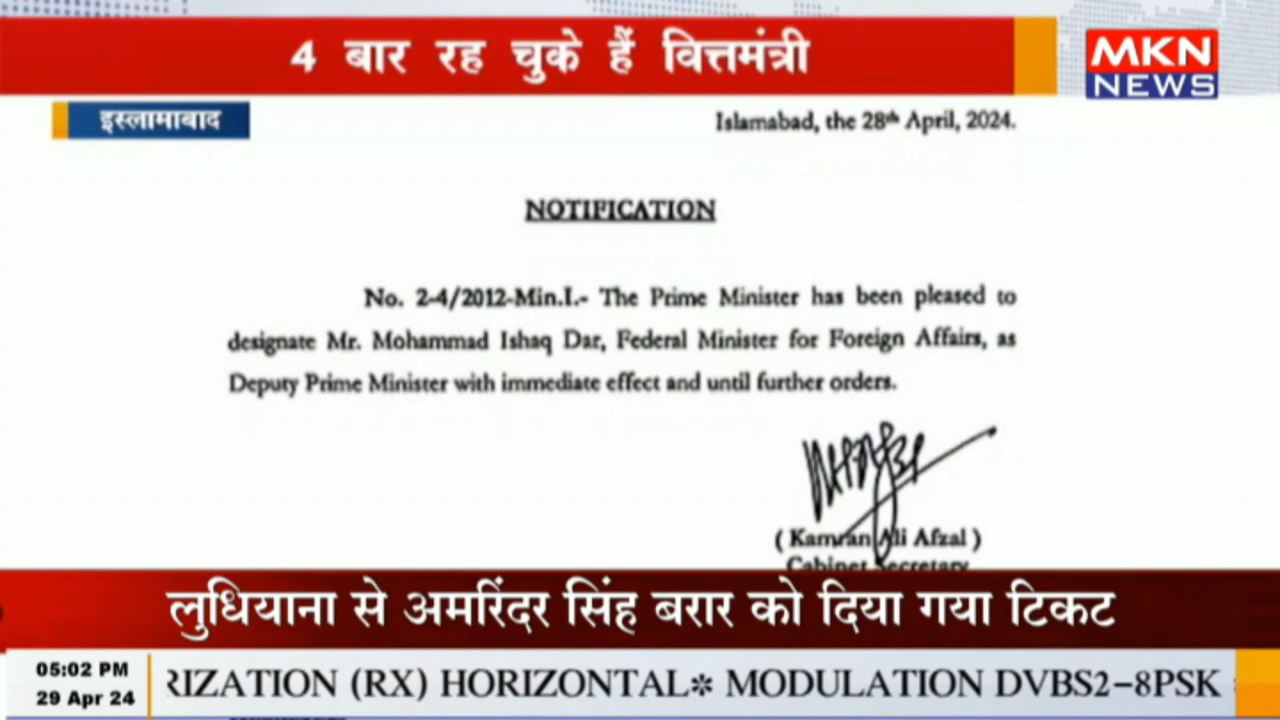 4 बार रह चुके हैं वित्तमंत्री
MKN
NEWS
इस्लामाबाद
Islamabad, the 28th April, 2024.
NOTIFICATION
No. 2-4/2012-Min.I.- The Prime Minister has been pleased to
designate Mr. Mohammad Ishaq Dar, Federal Minister for Foreign Affairs, as
Deputy Prime Minister with immediate effect and until further orders.
( Kamran Ali Afzal )
Cabinet Secretary
लुधियाना से अमरिंदर सिंह बरार को दिया गया टिकट
05:02 PM
29 Apr 24
RIZATION (RX) HORIZONTAL* MODULATION DVBS2-8PSK